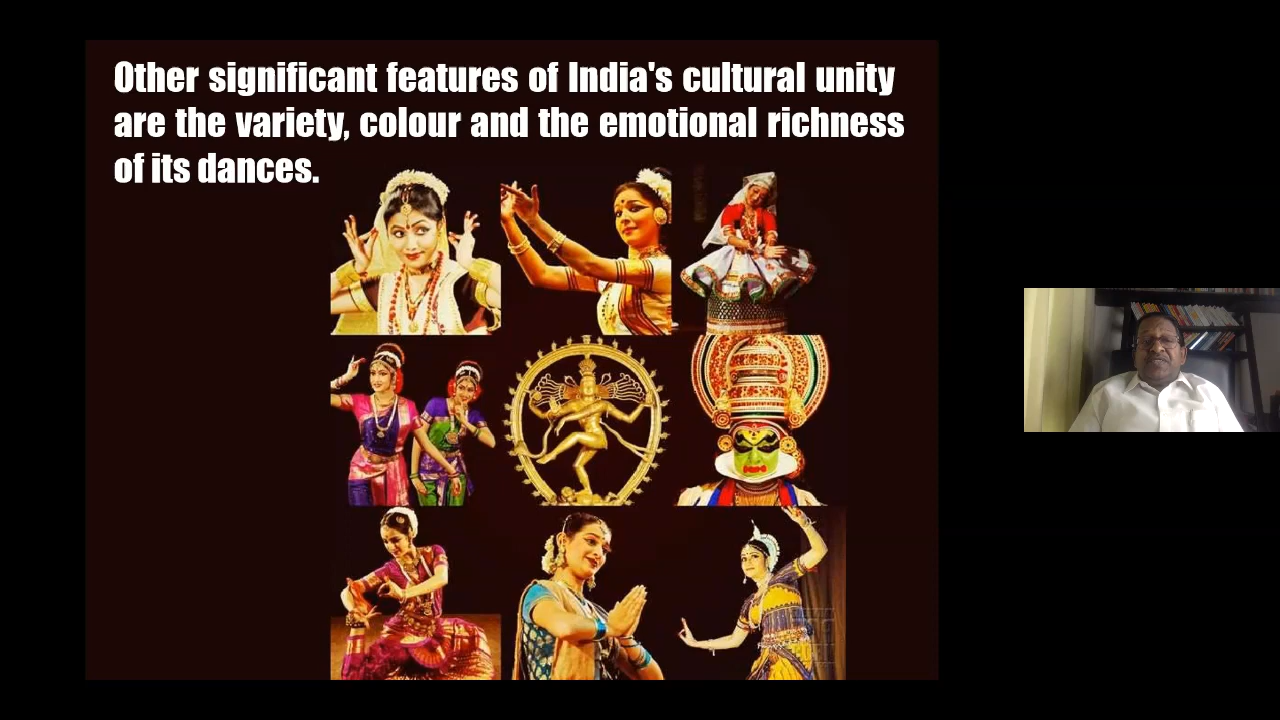 Other significant features of India's cultural unity
are the variety, colour and the emotional richness
of its dances.